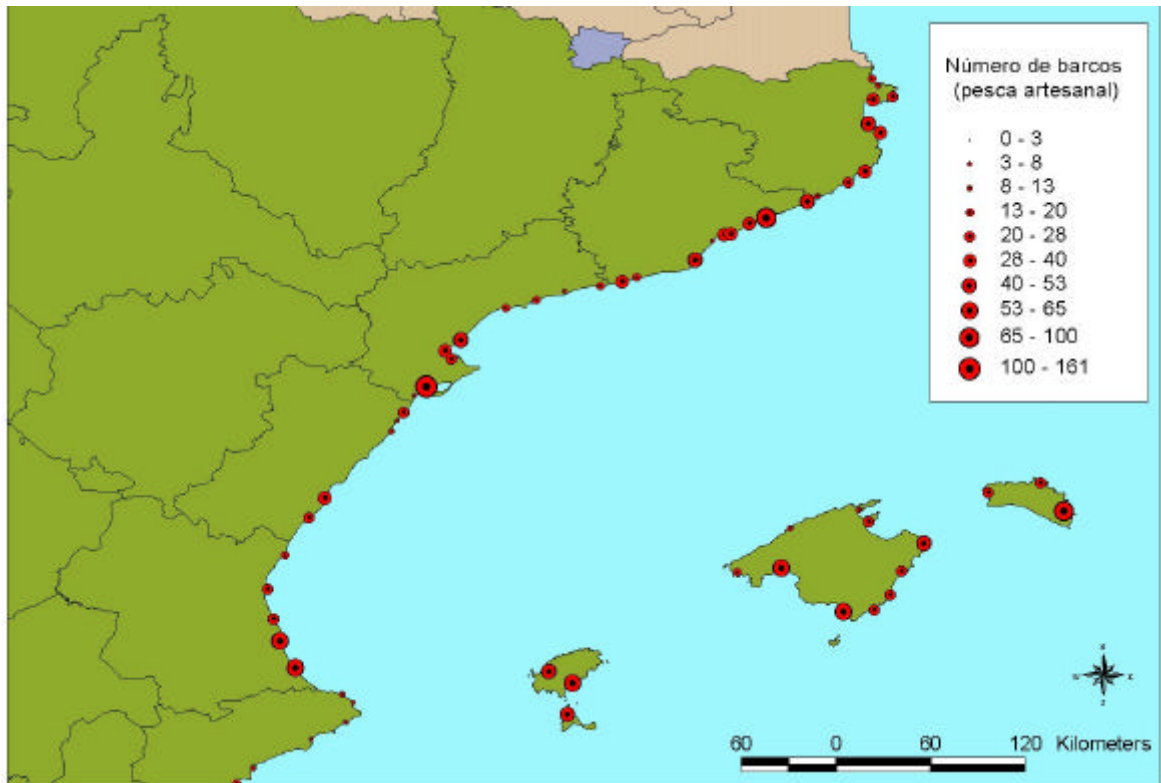 Número de barcos
(pesca artesanal)
0 - 3
3 - 8
8 - 13
13 - 20
20 - 28
28 - 40
40 - 53
53 - 65
65 - 100
100 - 161
60 0 60 120 Kilometers